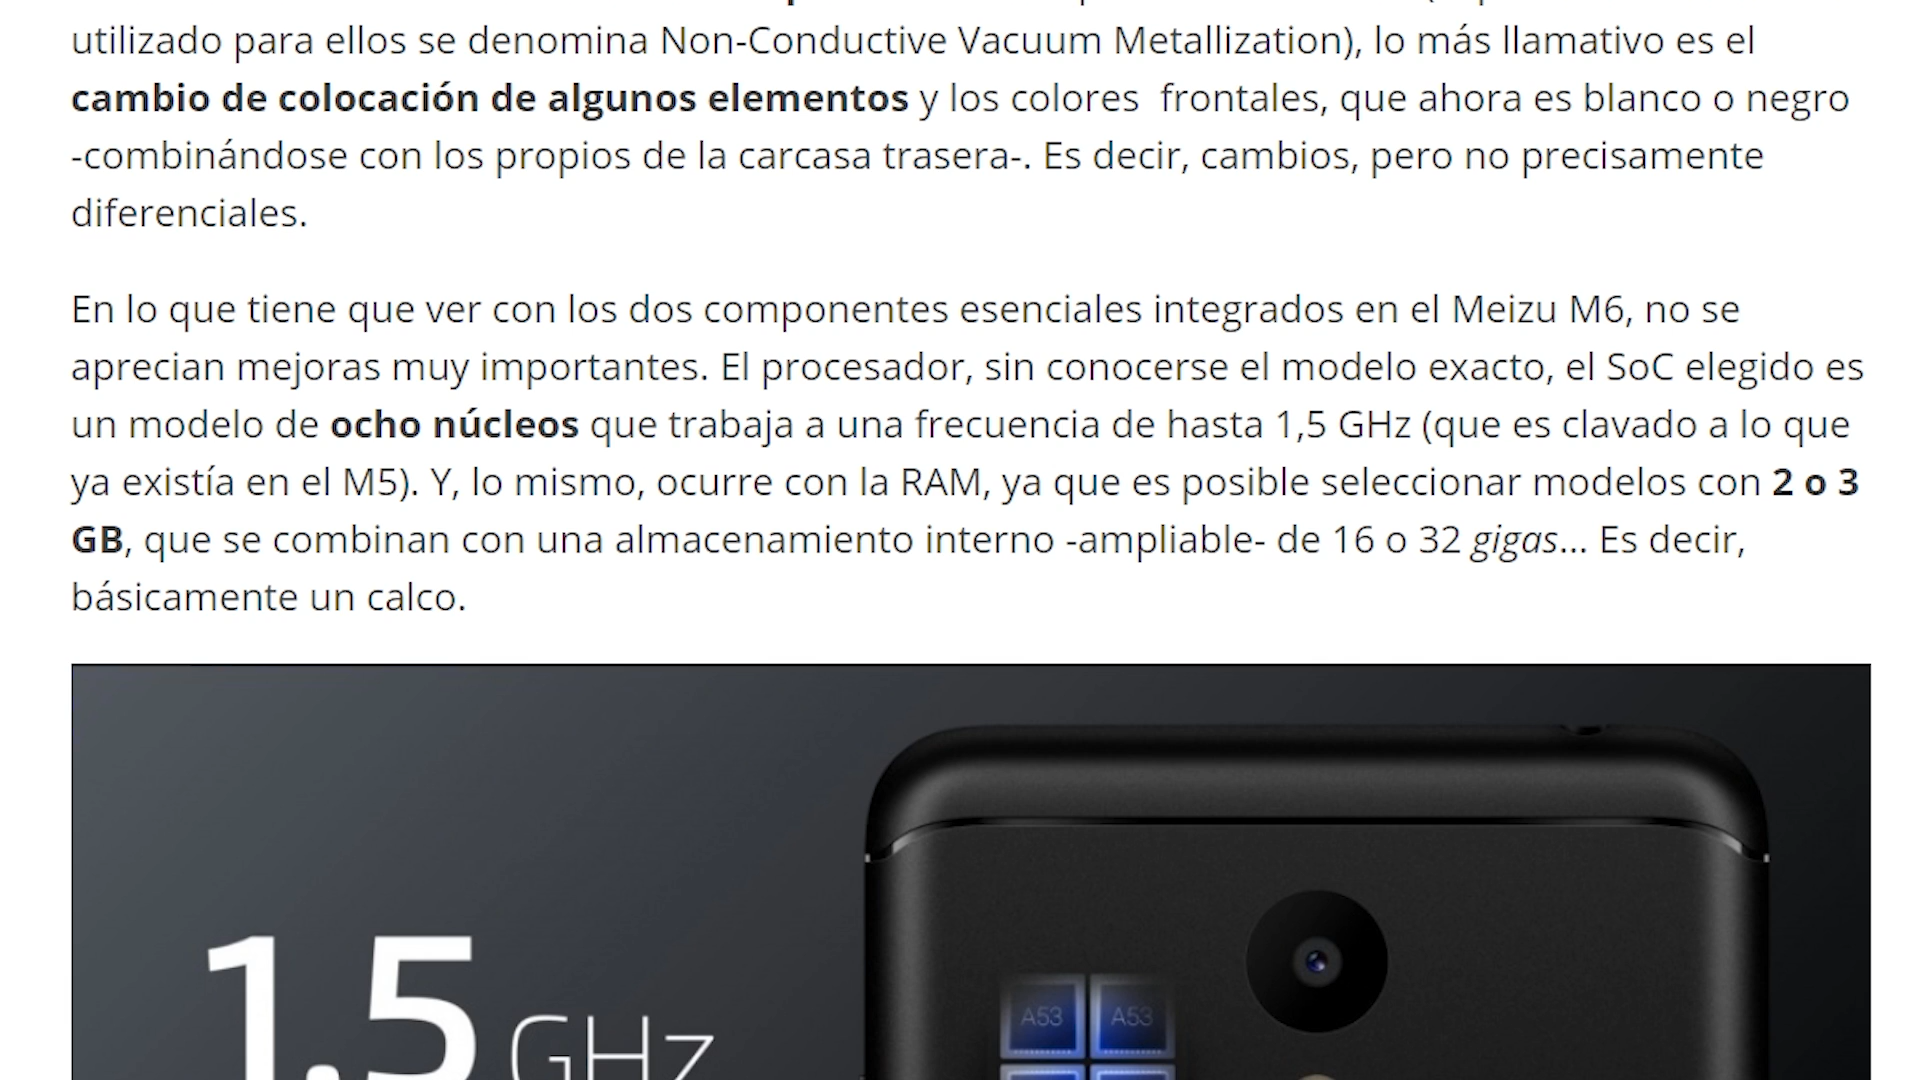 utilizado para ellos se denomina Non-Conductive Vacuum Metallization), lo más llamativo es el
cambio de colocación de algunos elementos y los colores  frontales, que ahora es blanco o negro
-combinándose con los propios de la carcasa trasera-. Es decir, cambios, pero no precisamente
diferenciales.
En lo que tiene que ver con los dos componentes esenciales integrados en el Meizu M6, no se
aprecian mejoras muy importantes. El procesador, sin conocerse el modelo exacto, el SoC elegido es
un modelo de ocho núcleos que trabaja a una frecuencia de hasta 1,5 GHz (que es clavado a lo que
ya existía en el M5). Y, lo mismo, ocurre con la RAM, ya que es posible seleccionar modelos con 2 o 3
GB, que se combinan con una almacenamiento interno -ampliable- de 16 o 32 gigas... Es decir,
básicamente un calco.
1.5 GHz
A53 A53